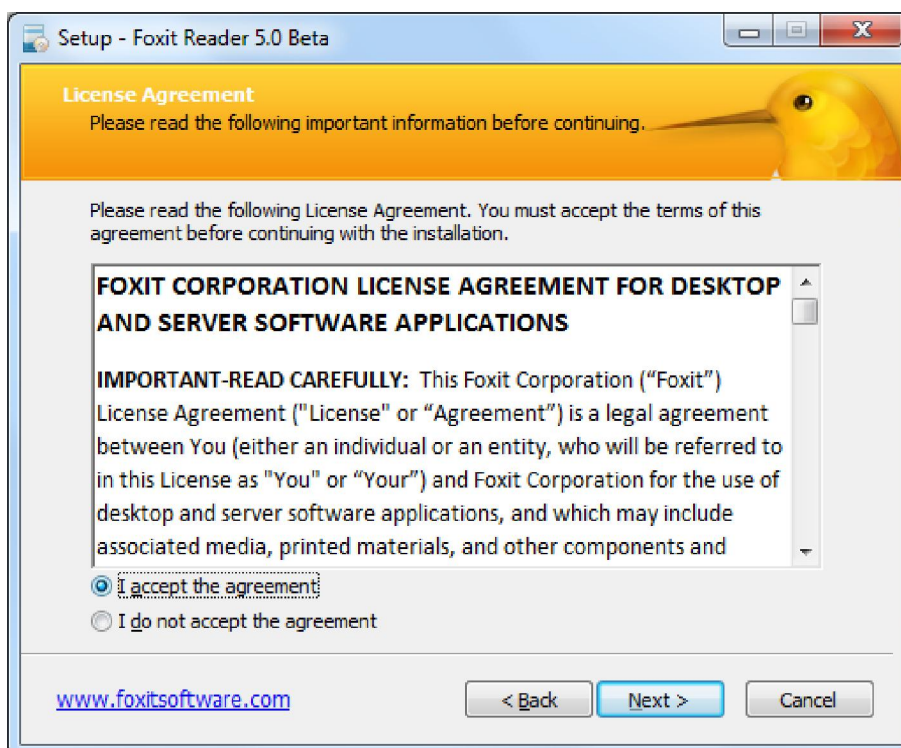 Setup - Foxit Reader 5.0 Beta
License Agreement
Please read the following important information before continuing.
Please read the following License Agreement. You must accept the terms of this
agreement before continuing with the installation.
FOXIT CORPORATION LICENSE AGREEMENT FOR DESKTOP
AND SERVER SOFTWARE APPLICATIONS
IMPORTANT-READ CAREFULLY: This Foxit Corporation (“Foxit”)
License Agreement ("License" or “Agreement”) is a legal agreement
between You (either an individual or an entity, who will be referred to
in this License as "You" or “Your”) and Foxit Corporation for the use of
desktop and server software applications, and which may include
associated media, printed materials, and other components and
I accept the agreement
I do not accept the agreement
www.foxitsoftware.com
< Back Next > Cancel